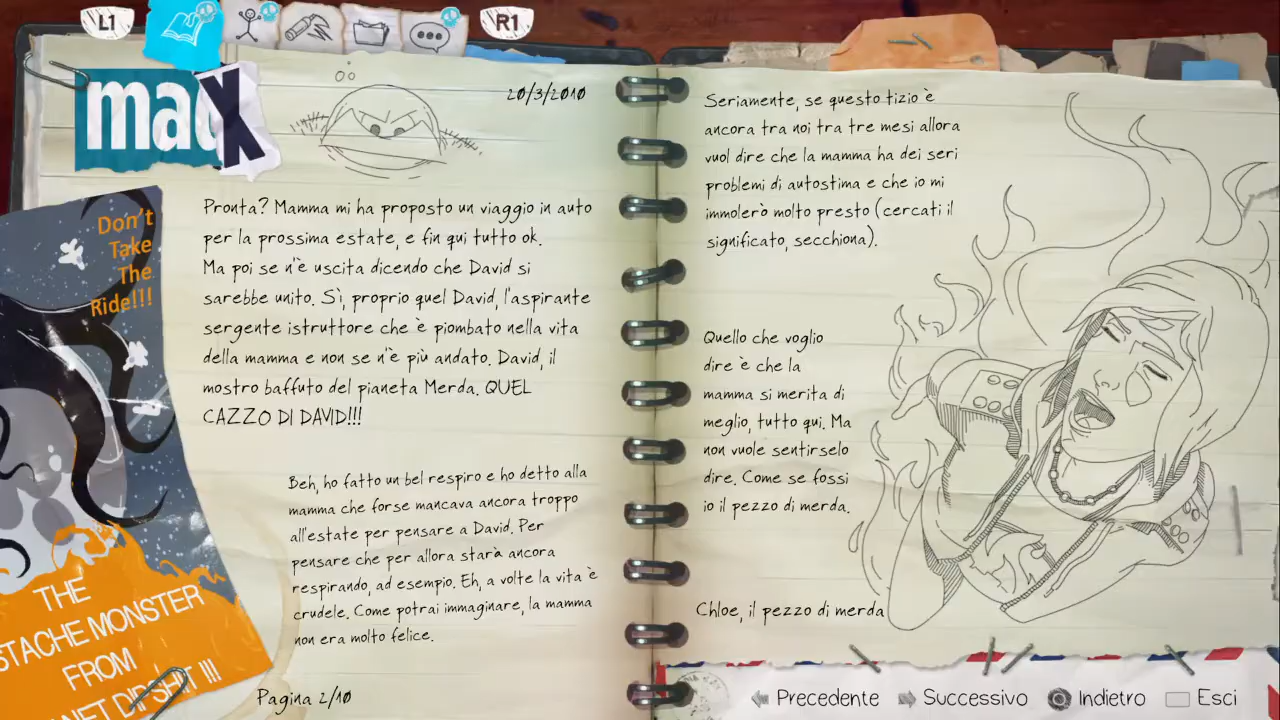 L1
R1
max
20/3/2010
Don't
Take
The
Ride!!!
Pronta? Mamma mi ha proposto un viaggio in auto
per la prossima estate, e fin qui tutto ok.
Ma poi se n'è uscita dicendo che David si
sarebbe unito. Sì, proprio quel David, l'aspirante
sergente istruttore che è piombato nella vita
della mamma e non se n'è più andato. David, il
mostro baffuto del pianeta Merda. QUEL
CAZZO DI DAVID!!!
Beh, ho fatto un bel respiro e ho detto alla
mamma che forse mancava ancora troppo
all'estate per pensare a David. Per
pensare che per allora starà ancora
respirando, ad esempio. Eh, a volte la vita è
crudele. Come potrai immaginare, la mamma
non era molto felice.
THE
STACHE MONSTER
FROM
ANET DIPSHIT !!!
Pagina 2/10
Seriamente, se questo tizio è
ancora tra noi tra tre mesi allora
vuol dire che la mamma ha dei seri
problemi di autostima e che io mi
immolerò molto presto (cercati il
significato, secchiona).
Quello che voglio
dire è che la
mamma si merita di
meglio, tutto qui. Ma
non vuole sentirselo
dire. Come se fossi
io il pezzo di merda.
Chloe, il pezzo di merda
Precedente
Successivo
Indietro
Esci